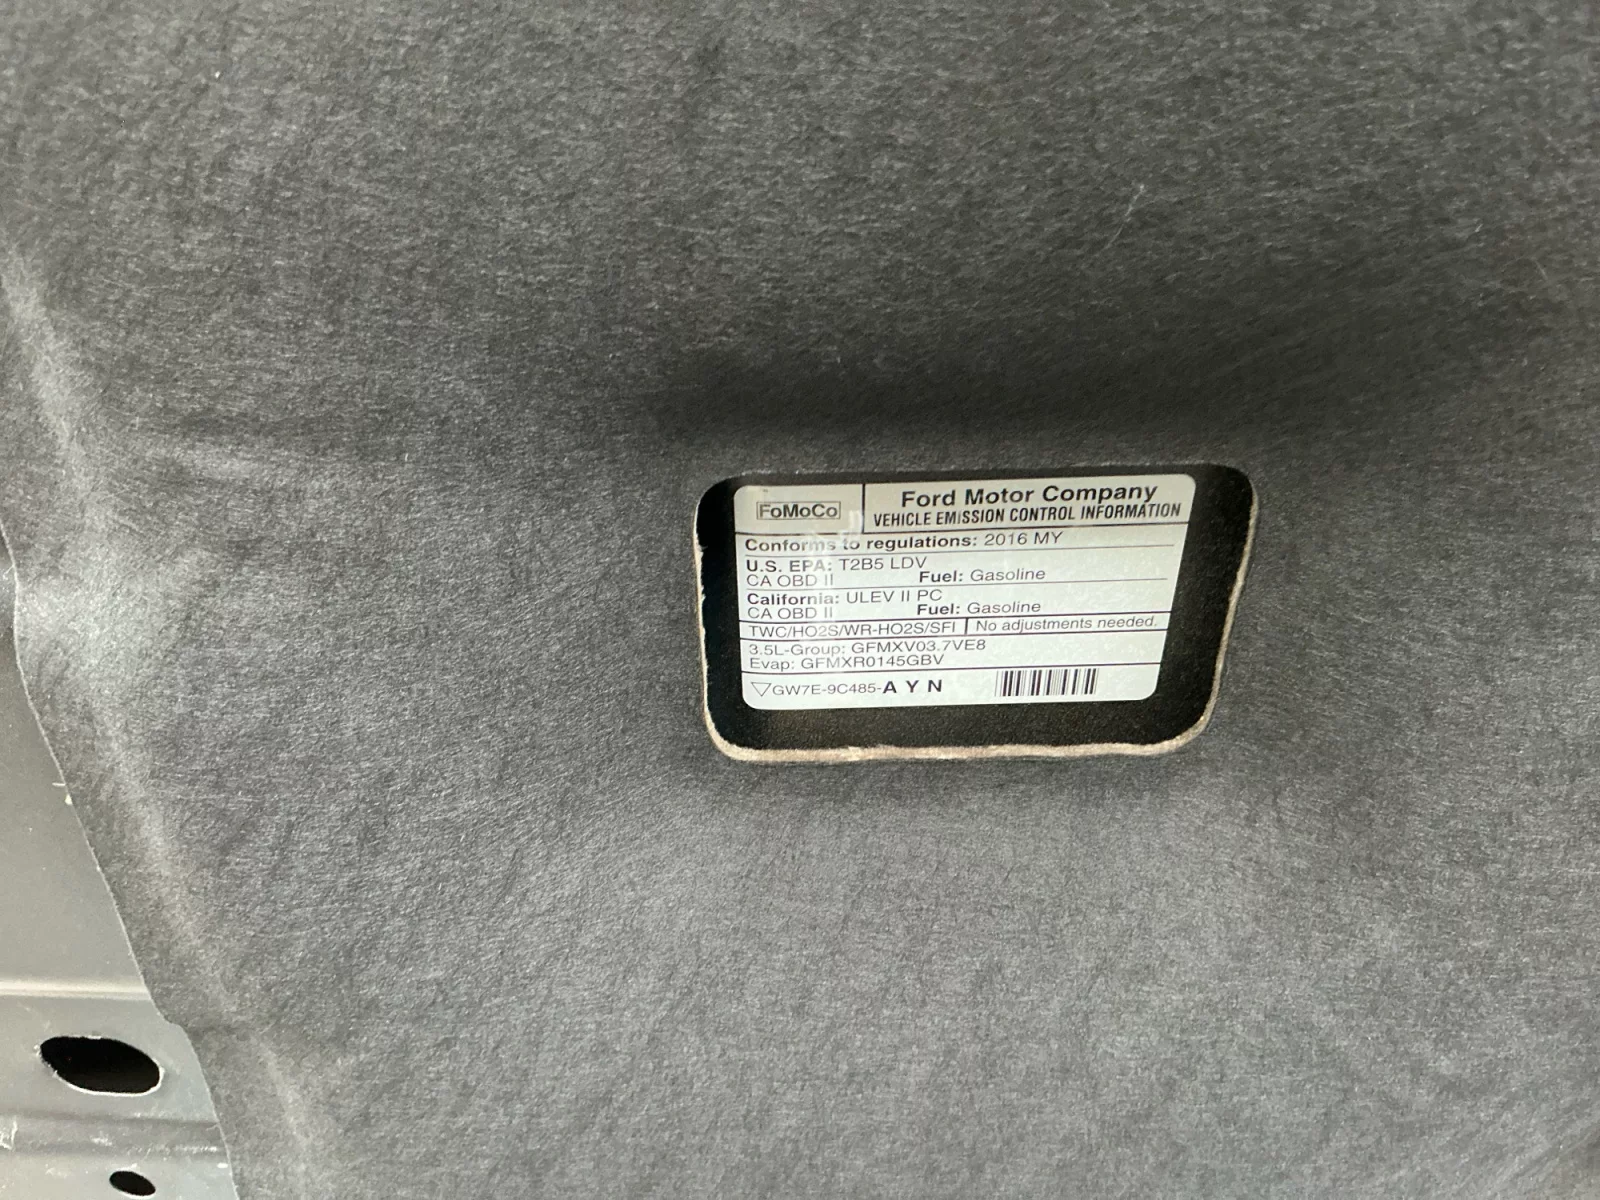 FoMoCo
Ford Motor Company
VEHICLE EMISSION CONTROL INFORMATION
Conforms to regulations: 2016 MY
U.S. EPA: T2B5 LDV
CA OBD II Fuel: Gasoline
California: ULEV II PC
CA OBD II Fuel: Gasoline
TWC/HO2S/WR-HO2S/SFI No adjustments needed.
3.5L-Group: GFMXV03.7VE8
Evap: GFMXR0145GBV
GW7E-9C485-A Y N